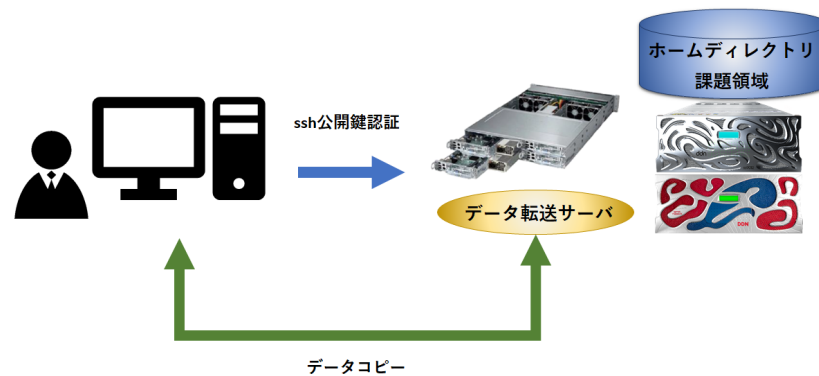 ホームディレクトリ
課題領域
ssh公開鍵認証
データ転送サーバ
DDN
データコピー